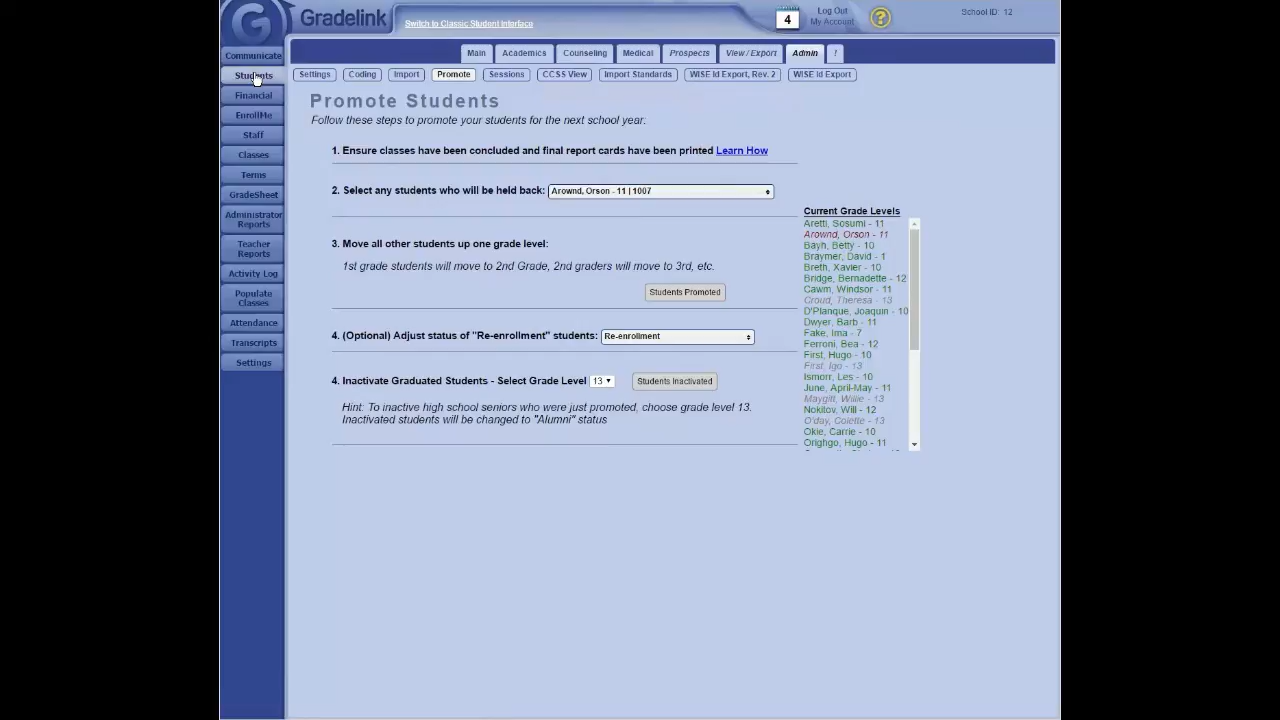 Gradelink
Switch to Classic Student Interface
4
Log Out
My Account
?
School ID: 12
Communicate
Students
Financial
EnrollMe
Staff
Classes
Terms
GradeSheet
Administrator
Reports
Teacher
Reports
Activity Log
Populate
Classes
Attendance
Transcripts
Settings
Main
Academics
Counseling
Medical
Prospects
View / Export
Admin
!
Settings
Coding
Import
Promote
Sessions
CCSS View
Import Standards
WISE Id Export, Rev. 2
WISE Id Export
Promote Students
Follow these steps to promote your students for the next school year:
1. Ensure classes have been concluded and final report cards have been printed Learn How
2. Select any students who will be held back: Arownd, Orson - 11 | 1007
3. Move all other students up one grade level:
1st grade students will move to 2nd Grade, 2nd graders will move to 3rd, etc.
Students Promoted
4. (Optional) Adjust status of "Re-enrollment" students: Re-enrollment
4. Inactivate Graduated Students - Select Grade Level 13 Students Inactivated
Hint: To inactive high school seniors who were just promoted, choose grade level 13.
Inactivated students will be changed to "Alumni" status
Current Grade Levels
Aretti, Sosumi - 11
Arownd, Orson - 11
Bayh, Betty - 10
Braymer, David - 1
Breth, Xavier - 10
Bridge, Bernadette - 12
Cawm, Windsor - 11
Croud, Theresa - 13
D'Planque, Joaquin - 10
Dwyer, Barb - 11
Fake, Ima - 7
Ferroni, Bea - 12
First, Hugo - 10
First, Igo - 13
Ismorr, Les - 10
June, April-May - 11
Maygitt, Willie - 13
Nokitov, Will - 12
O'day, Colette - 13
Okie, Carrie - 10
Orighgo, Hugo - 11